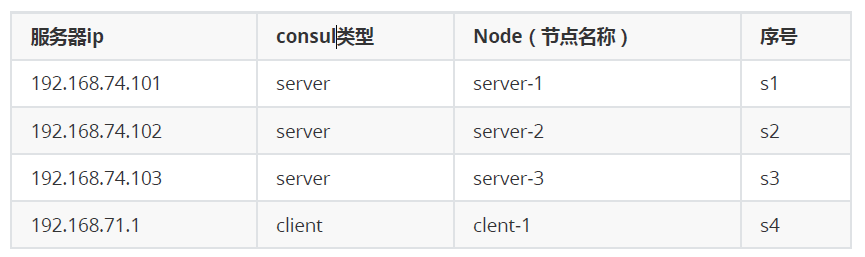 服务器ip consul类型 Node（节点名称） 序号
192.168.74.101 server server-1 s1
192.168.74.102 server server-2 s2
192.168.74.103 server server-3 s3
192.168.71.1 client clent-1 s4